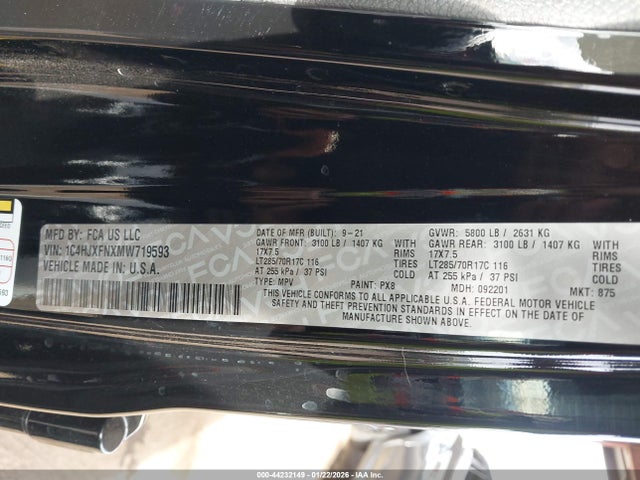 MFD BY: FCA US LLC
VIN: 1C4HJXFNXMW719593
VEHICLE MADE IN: U.S.A.
DATE OF MFR (BUILT): 9-21
GAWR FRONT: 3100 LB / 1407 KG WITH
17X7.5 RIMS
LT285/70R17C 116 TIRES
AT 255 kPa / 37 PSI COLD
TYPE: MPV PAINT: PX8
GVWR: 5800 LB / 2631 KG
GAWR REAR: 3100 LB / 1407 KG WITH
17X7.5 RIMS
LT285/70R17C 116 TIRES
AT 255 kPa / 37 PSI COLD
MDH: 092201 MKT: 875
THIS VEHICLE CONFORMS TO ALL APPLICABLE U.S.A. FEDERAL MOTOR VEHICLE
SAFETY AND THEFT PREVENTION STANDARDS IN EFFECT ON THE DATE OF
MANUFACTURE SHOWN ABOVE.
000-44232149 - 01/22/2026 - IAAI.COM